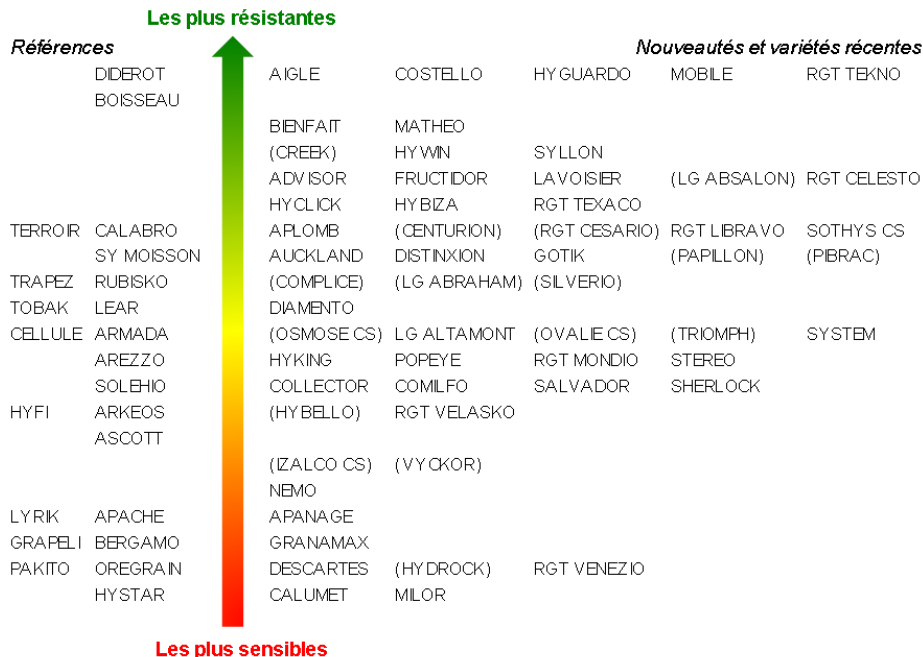 Les plus résistantes
Références Nouveautés et variétés récentes
DIDEROT AIGLE COSTELLO HYGUARDO MOBILE RGT TEKNO
BOISSEAU
BIENFAIT MATHEO
(CREEK) HYWIN SYLLON
ADVISOR FRUCTIDOR LAVOISIER (LG ABSALON) RGT CELESTO
HYCLICK HYBIZA RGT TEXACO
TERROIR CALABRO APLOMB (CENTURION) (RGT CESARIO) RGT LIBRAVO SOTHYS CS
SY MOISSON AUCKLAND DISTINXION GOTIK (PAPILLON) (PIBRAC)
TRAPEZ RUBISKO (COMPLICE) (LG ABRAHAM) (SILVERIO)
TOBAK LEAR DIAMENTO
CELLULE ARMADA (OSMOSE CS) LG ALTAMONT (OVALIE CS) (TRIOMPH) SYSTEM
AREZZO HYKING POPEYE RGT MONDIO STEREO
SOLEHIO COLLECTOR COMILFO SALVADOR SHERLOCK
HYFI ARKEOS (HYBELLO) RGT VELASKO
ASCOTT
(IZALCO CS) (VYCKOR)
NEMO
LYRIK APACHE APANAGE
GRAPELI BERGAMO GRANAMAX
PAKITO OREGRAIN DESCARTES (HYDROCK) RGT VENEZIO
HYSTAR CALUMET MILOR
Les plus sensibles